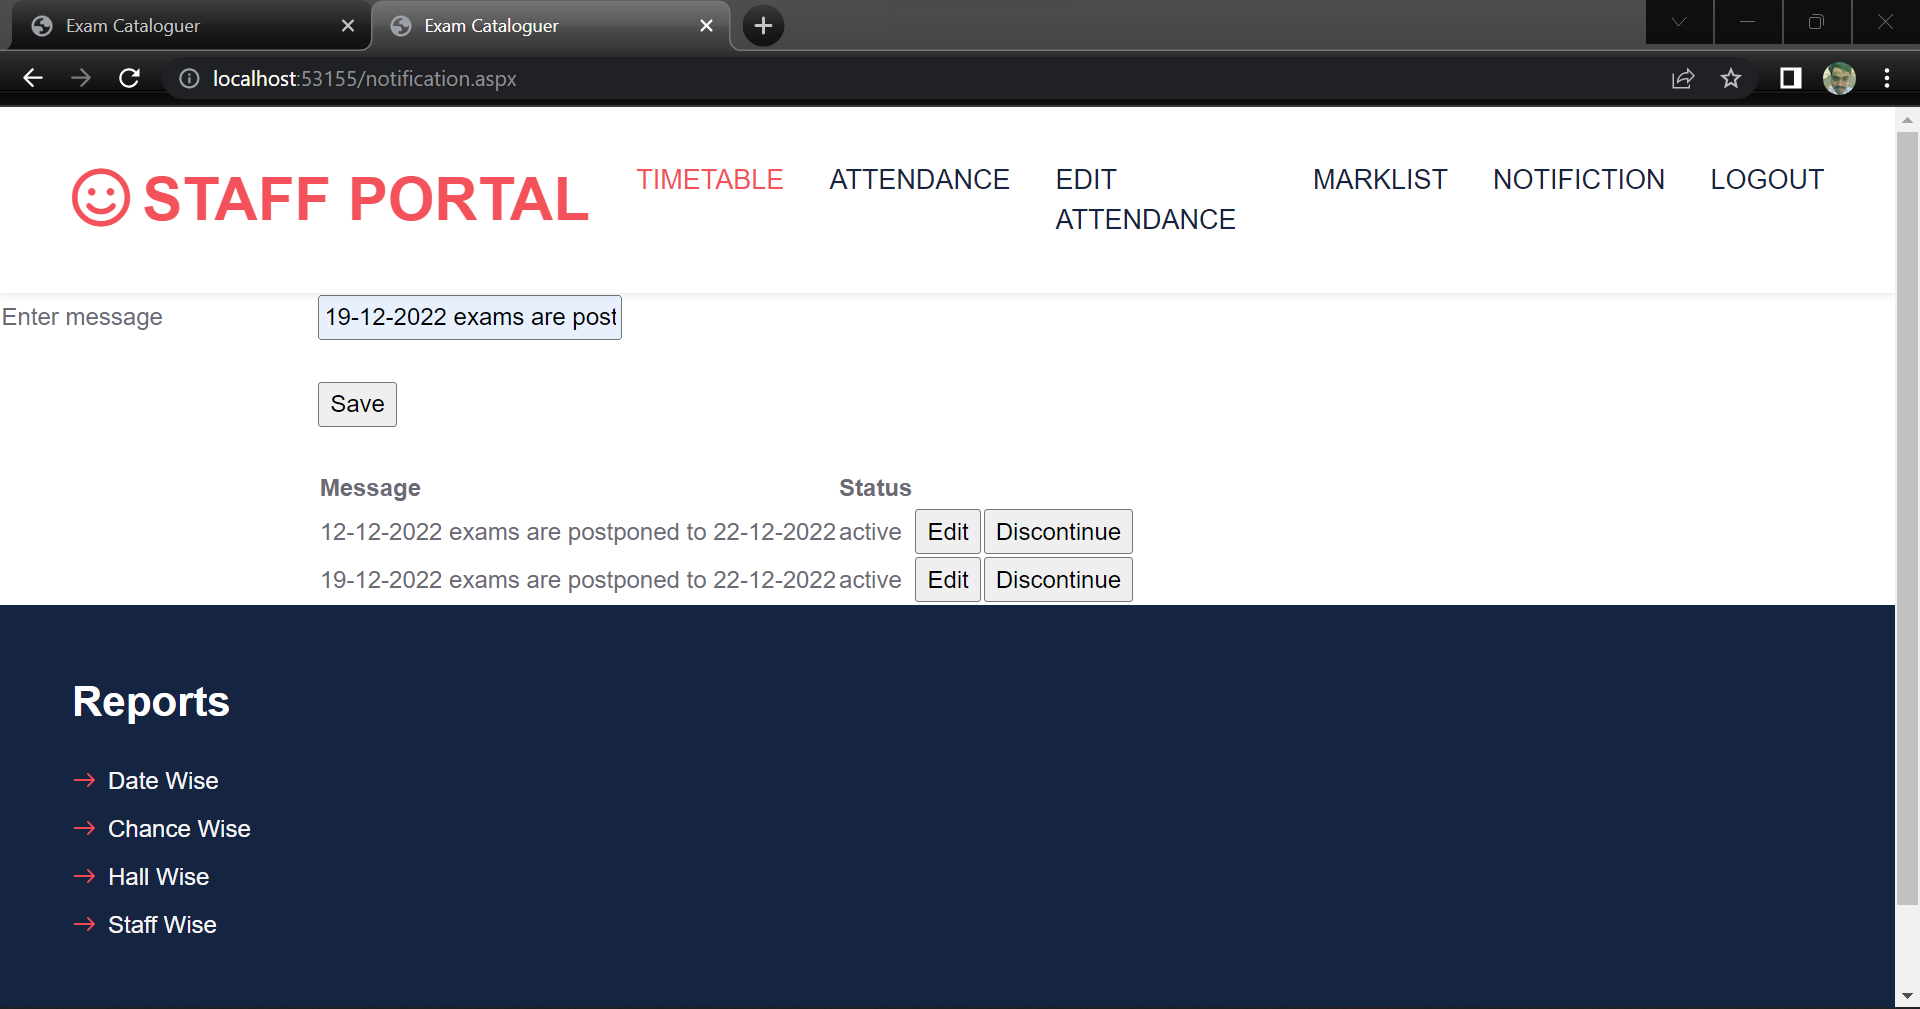 Exam Cataloguer
Exam Cataloguer
localhost:53155/notification.aspx
STAFF PORTAL
TIMETABLE
ATTENDANCE
EDIT
ATTENDANCE
MARKLIST
NOTIFICTION
LOGOUT
Enter message
19-12-2022 exams are post
Save
Message Status
12-12-2022 exams are postponed to 22-12-2022 active Edit Discontinue
19-12-2022 exams are postponed to 22-12-2022 active Edit Discontinue
Reports
Date Wise
Chance Wise
Hall Wise
Staff Wise